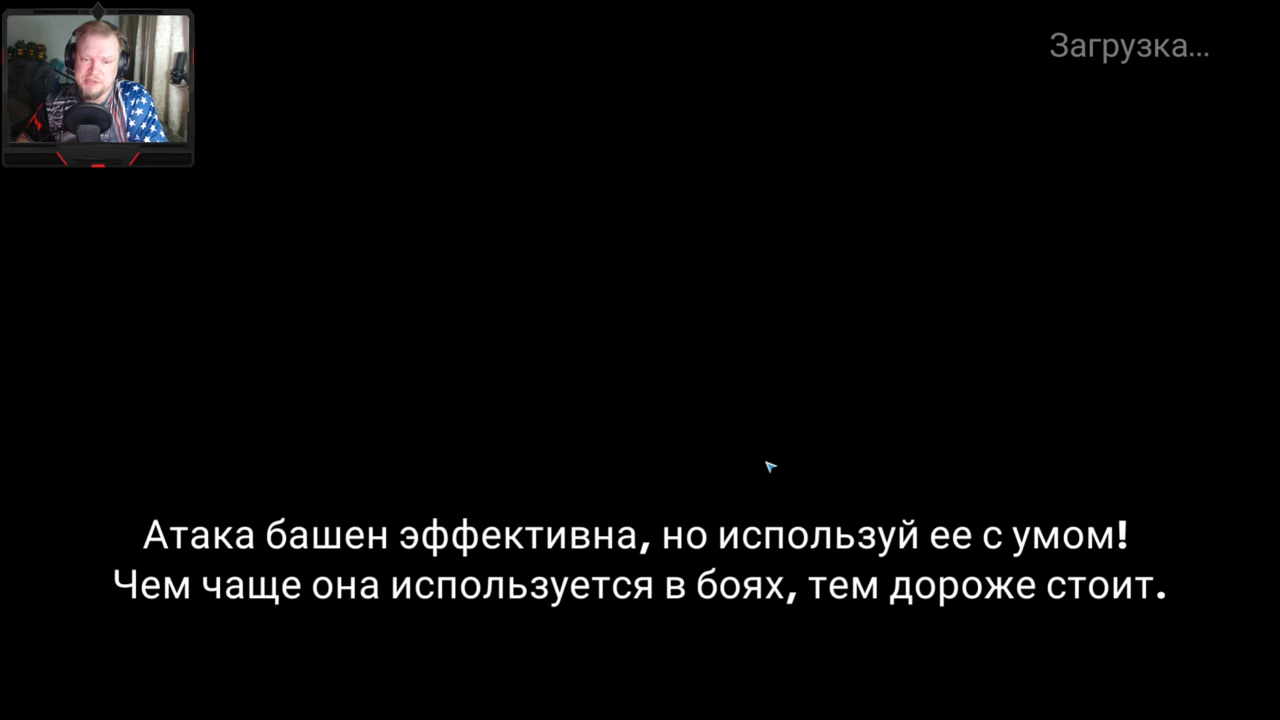 Загрузка...
Атака башен эффективна, но используй ее с умом!
Чем чаще она используется в боях, тем дороже стоит.